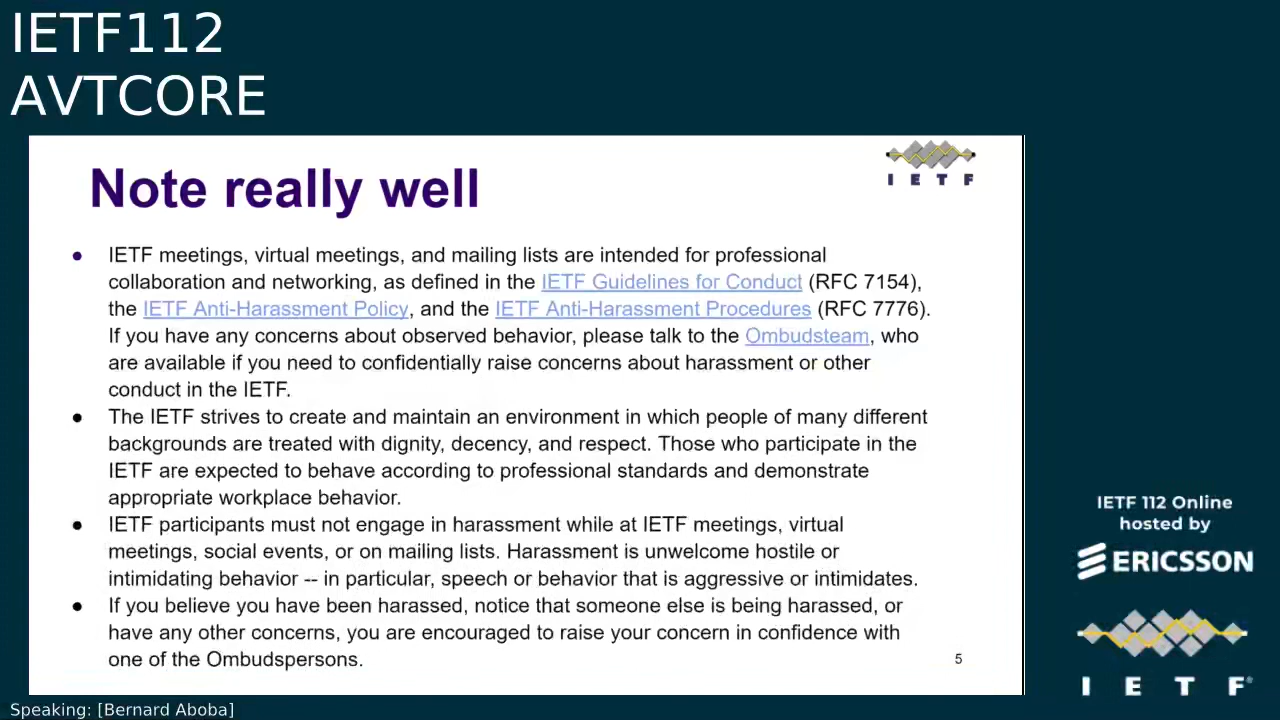 IETF112
AVTCORE
I E T F
Note really well
● IETF meetings, virtual meetings, and mailing lists are intended for professional
collaboration and networking, as defined in the IETF Guidelines for Conduct (RFC 7154),
the IETF Anti-Harassment Policy, and the IETF Anti-Harassment Procedures (RFC 7776).
If you have any concerns about observed behavior, please talk to the Ombudsteam, who
are available if you need to confidentially raise concerns about harassment or other
conduct in the IETF.
● The IETF strives to create and maintain an environment in which people of many different
backgrounds are treated with dignity, decency, and respect. Those who participate in the
IETF are expected to behave according to professional standards and demonstrate
appropriate workplace behavior.
● IETF participants must not engage in harassment while at IETF meetings, virtual
meetings, social events, or on mailing lists. Harassment is unwelcome hostile or
intimidating behavior -- in particular, speech or behavior that is aggressive or intimidates.
● If you believe you have been harassed, notice that someone else is being harassed, or
have any other concerns, you are encouraged to raise your concern in confidence with
one of the Ombudspersons.
5
IETF 112 Online
hosted by
ERICSSON
I E T F®
Speaking: [Bernard Aboba]